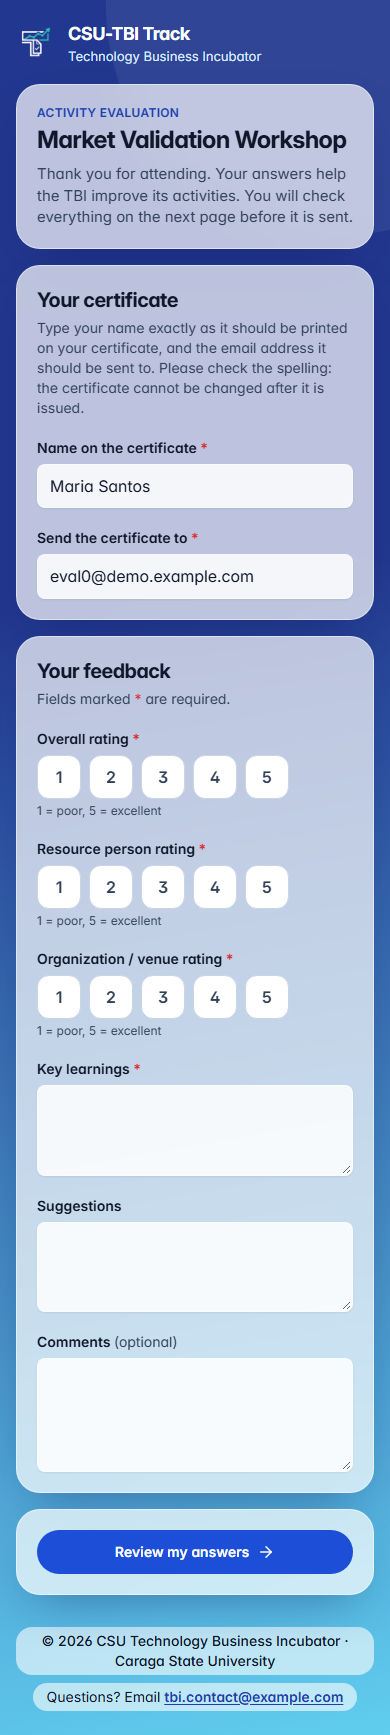 CSU-TBI Track
Technology Business Incubator
ACTIVITY EVALUATION
Market Validation Workshop
Thank you for attending. Your answers help
the TBI improve its activities. You will check
everything on the next page before it is sent.
Your certificate
Type your name exactly as it should be printed
on your certificate, and the email address it
should be sent to. Please check the spelling:
the certificate cannot be changed after it is
issued.
Name on the certificate *
Maria Santos
Send the certificate to *
eval0@demo.example.com
Your feedback
Fields marked * are required.
Overall rating *
1 2 3 4 5
1 = poor, 5 = excellent
Resource person rating *
1 2 3 4 5
1 = poor, 5 = excellent
Organization / venue rating *
1 2 3 4 5
1 = poor, 5 = excellent
Key learnings *
Suggestions
Comments (optional)
Review my answers →
© 2026 CSU Technology Business Incubator ·
Caraga State University
Questions? Email tbi.contact@example.com